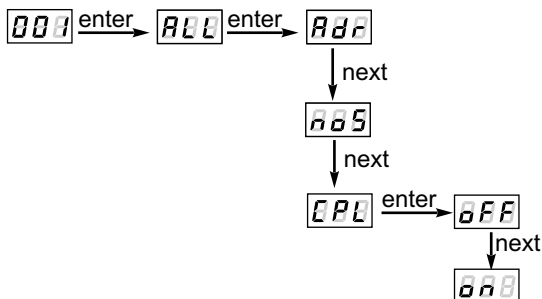 001 enter ALL enter Adr
next
noS
next
CPL enter oFF
next
on